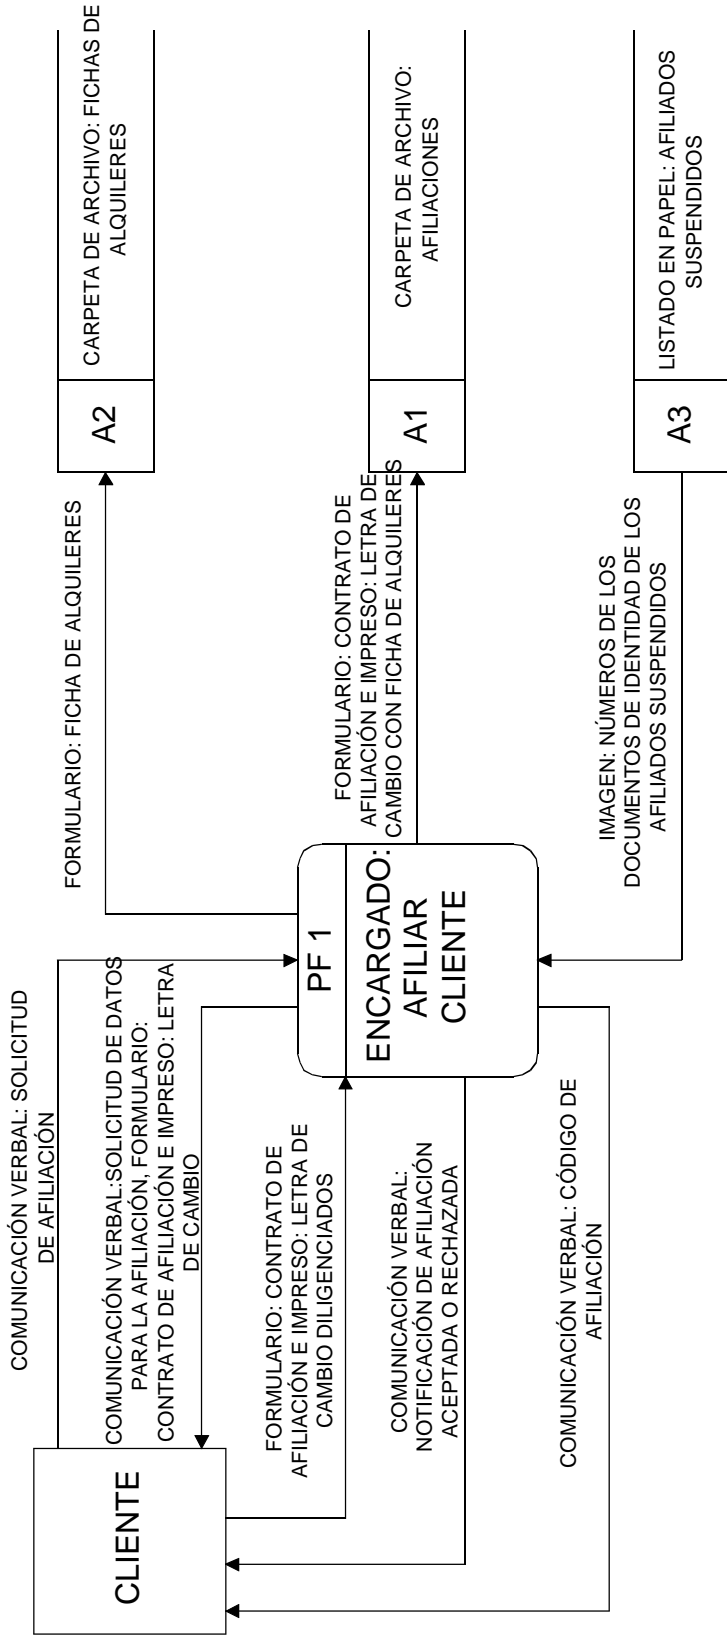 COMUNICACIÓN VERBAL: SOLICITUD
DE AFILIACIÓN
FORMULARIO: FICHA DE ALQUILERES
A2
CARPETA DE ARCHIVO: FICHAS DE
ALQUILERES
CLIENTE
COMUNICACIÓN VERBAL:SOLICITUD DE DATOS
PARA LA AFILIACIÓN, FORMULARIO:
CONTRATO DE AFILIACIÓN E IMPRESO: LETRA
DE CAMBIO
FORMULARIO: CONTRATO DE
AFILIACIÓN E IMPRESO: LETRA DE
CAMBIO DILIGENCIADOS
PF 1
ENCARGADO:
AFILIAR
CLIENTE
FORMULARIO: CONTRATO DE
AFILIACIÓN E IMPRESO: LETRA DE
CAMBIO CON FICHA DE ALQUILERES
A1
CARPETA DE ARCHIVO:
AFILIACIONES
COMUNICACIÓN VERBAL:
NOTIFICACIÓN DE AFILIACIÓN
ACEPTADA O RECHAZADA
COMUNICACIÓN VERBAL: CÓDIGO DE
AFILIACIÓN
IMAGEN: NÚMEROS DE LOS
DOCUMENTOS DE IDENTIDAD DE LOS
AFILIADOS SUSPENDIDOS
A3
LISTADO EN PAPEL: AFILIADOS
SUSPENDIDOS